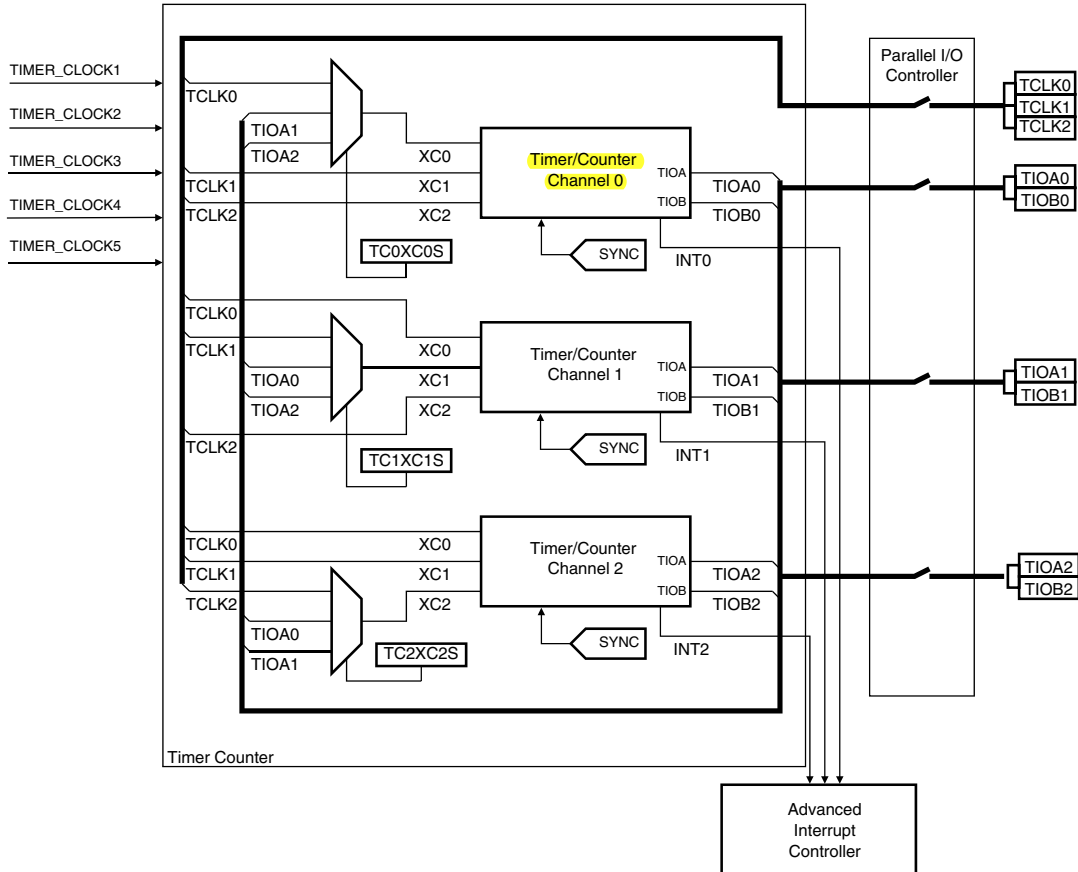 TIMER_CLOCK1
TIMER_CLOCK2
TIMER_CLOCK3
TIMER_CLOCK4
TIMER_CLOCK5
TCLK0
TIOA1
TIOA2
XC0
TCLK1
XC1
TCLK2
XC2
Timer/Counter
Channel 0
TIOA
TIOB
TIOA0
TIOB0
TC0XC0S
SYNC
INT0
TCLK0
XC0
TCLK1
TIOA0
XC1
TIOA2
XC2
TCLK2
Timer/Counter
Channel 1
TIOA
TIOB
TIOA1
TIOB1
TC1XC1S
SYNC
INT1
TCLK0
XC0
TCLK1
XC1
TCLK2
XC2
TIOA0
TIOA1
Timer/Counter
Channel 2
TIOA
TIOB
TIOA2
TIOB2
TC2XC2S
SYNC
INT2
Timer Counter
Parallel I/O
Controller
TCLK0
TCLK1
TCLK2
TIOA0
TIOB0
TIOA1
TIOB1
TIOA2
TIOB2
Advanced
Interrupt
Controller